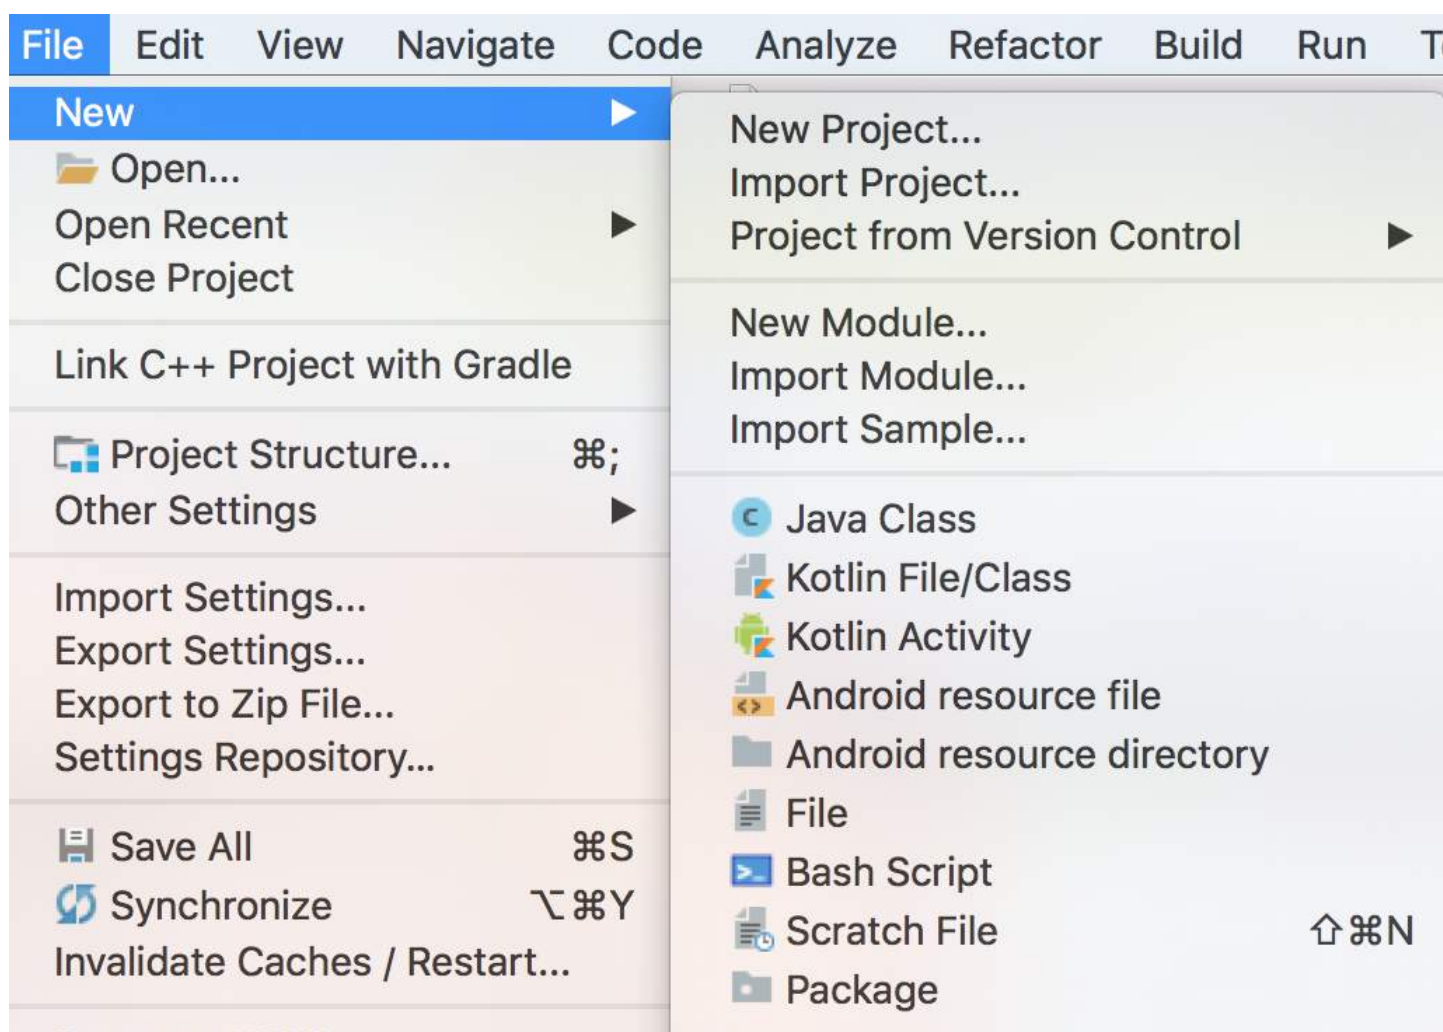 File Edit View Navigate Code Analyze Refactor Build Run
New
Open...
Open Recent
Close Project
Link C++ Project with Gradle
Project Structure... ⌘;
Other Settings
Import Settings...
Export Settings...
Export to Zip File...
Settings Repository...
Save All ⌘S
Synchronize ⌥⌘Y
Invalidate Caches / Restart...
New Project...
Import Project...
Project from Version Control
New Module...
Import Module...
Import Sample...
Java Class
Kotlin File/Class
Kotlin Activity
Android resource file
Android resource directory
File
Bash Script
Scratch File ⇧⌘N
Package